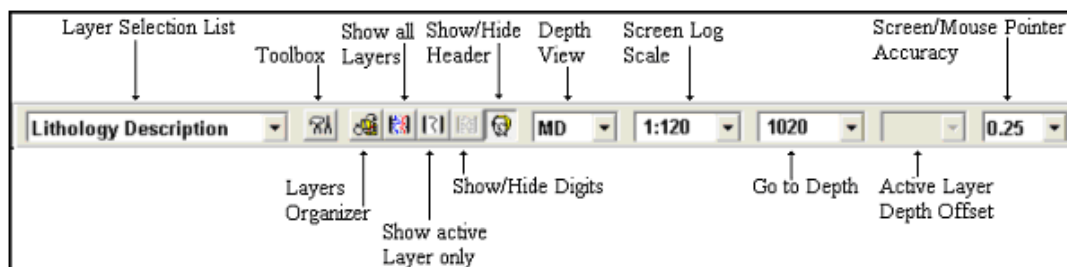 Layer Selection List
Toolbox
Show all
Layers
Show/Hide
Header
Depth
View
Screen Log
Scale
Screen/Mouse Pointer
Accuracy
Lithology Description
MD
1:120
1020
0.25
Layers
Organizer
Show active
Layer only
Show/Hide Digits
Go to Depth
Active Layer
Depth Offset